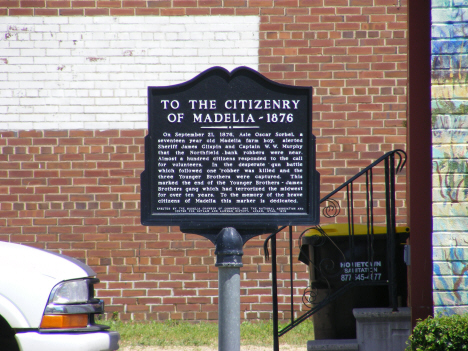 TO THE CITIZENRY
OF MADELIA - 1876
On September 21, 1876, Asle Oscar Sorbel, a
seventeen year old Madelia farm boy, alerted
Sheriff James Glispin and Captain W. W. Murphy
that the Northfield bank robbers were near.
Almost a hundred citizens responded to the call
for volunteers. In the desperate gun battle
which followed one robber was killed and the
three Younger Brothers were captured. This
marked the end of the Younger Brothers - James
Brothers gang which had terrorized the midwest
for over ten years. To the memory of the brave
citizens of Madelia this marker is dedicated.
HOMETOWN
SANITATION